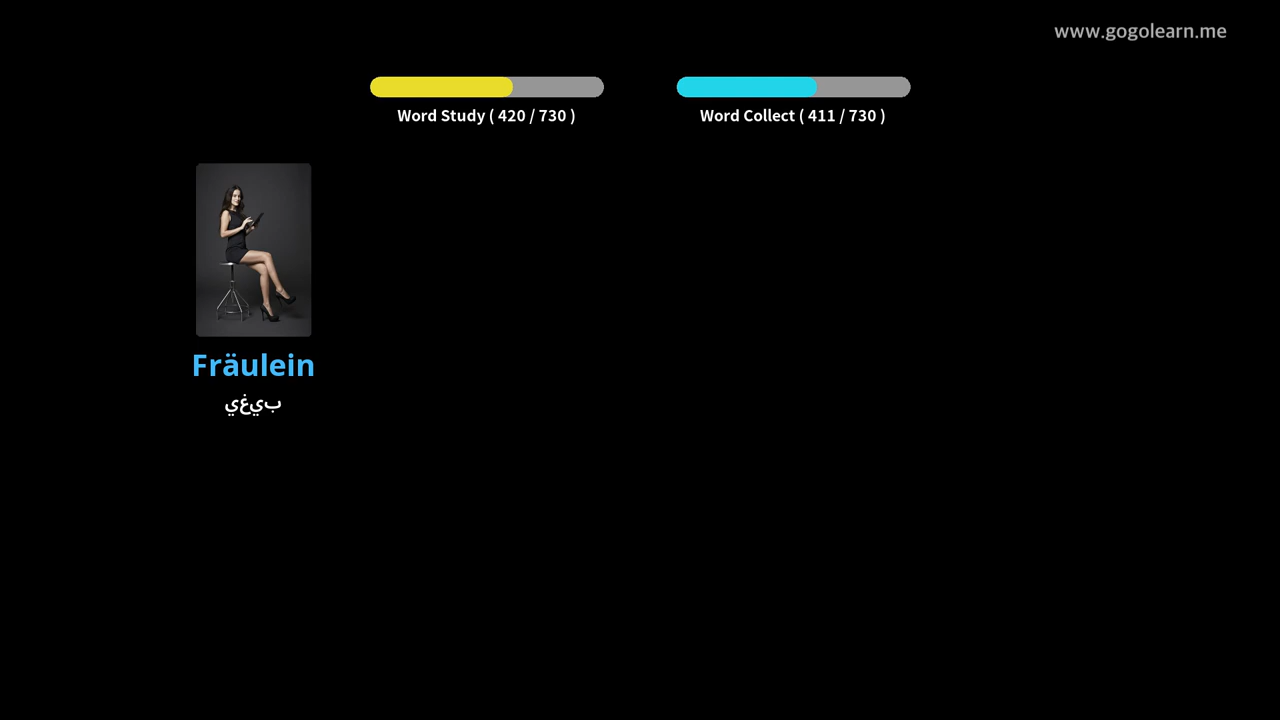 www.gogolearn.me
Word Study ( 420 / 730 )
Word Collect ( 411 / 730 )
Fräulein
بيغي